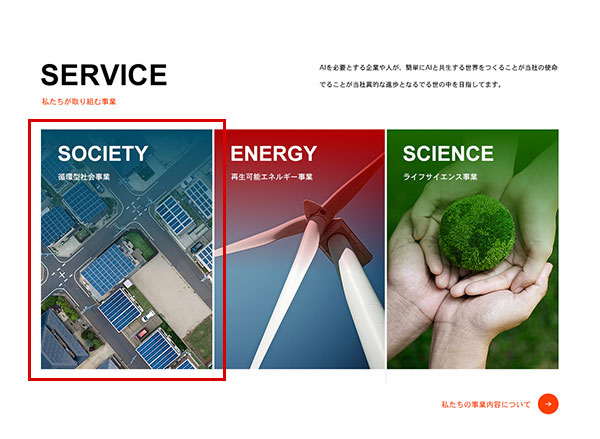 SERVICE
私たちが取り組む事業
AIを必要とする企業や人が、簡単にAIと共生する世界をつくることが当社の使命
でることが当社異的な進歩となるでる世の中を目指してます。
SOCIETY
循環型社会事業
ENERGY
再生可能エネルギー事業
SCIENCE
ライフサイエンス事業
私たちの事業内容について